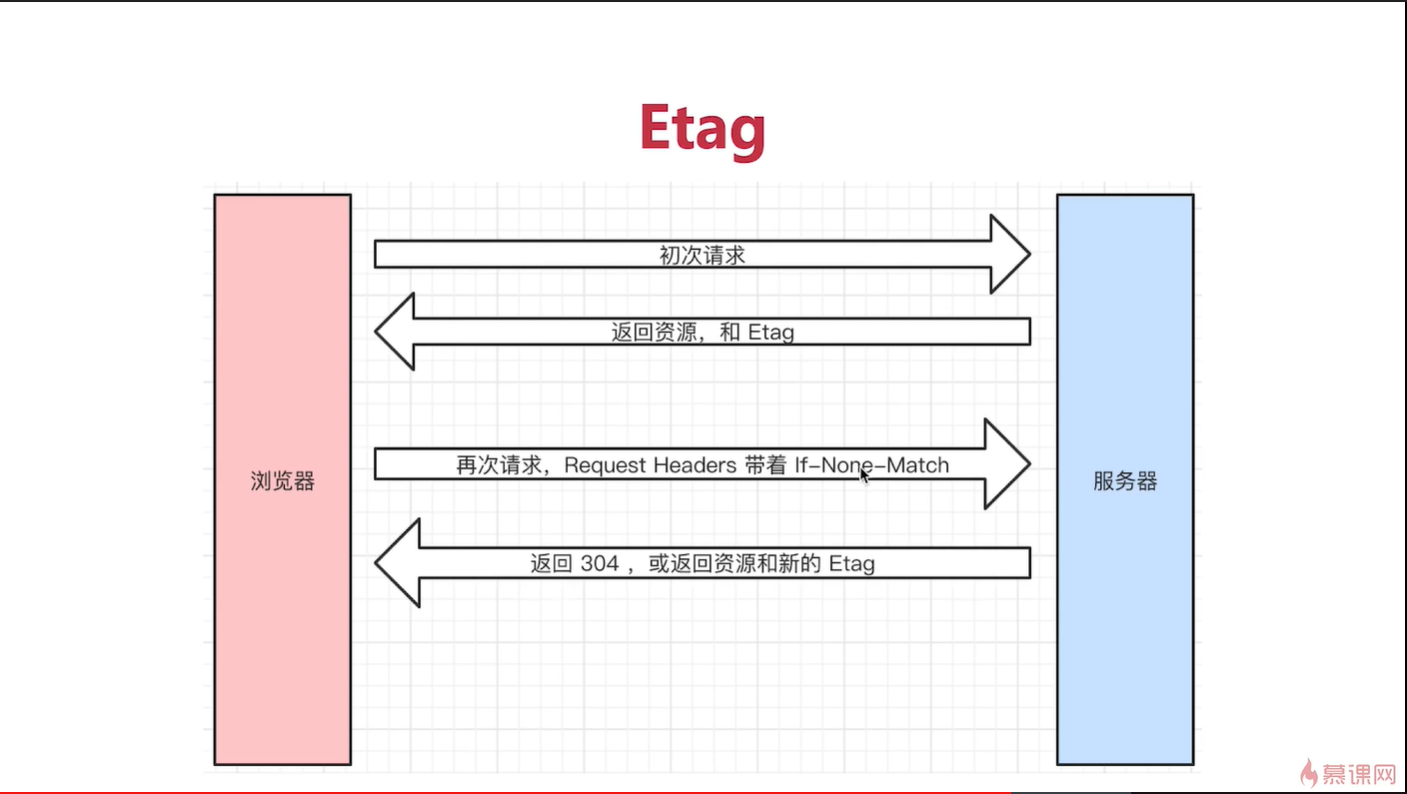 Etag
初次请求
返回资源，和 Etag
再次请求，Request Headers 带着 If-None-Match
浏览器
服务器
返回 304 ，或返回资源和新的 Etag
慕课网